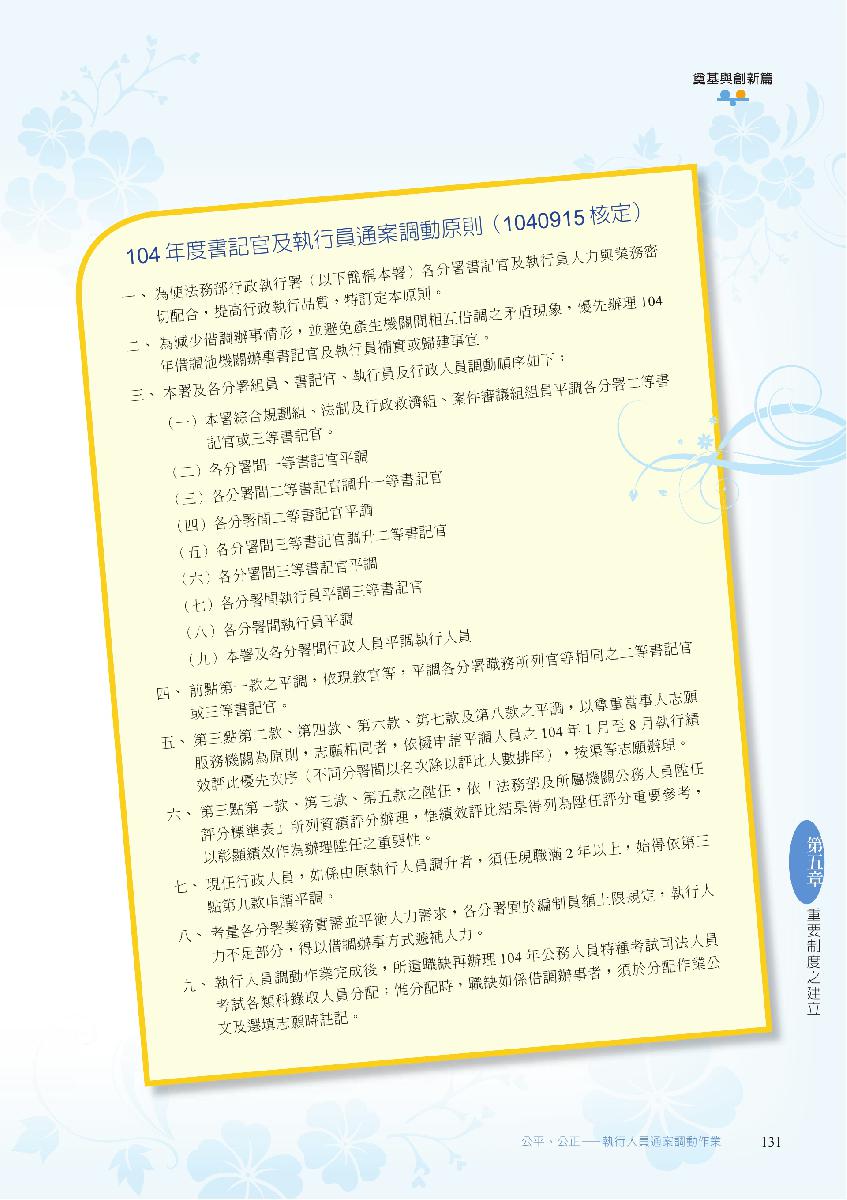 奠基與創新篇
104 年度書記官及執行員通案調動原則（1040915 核定）
一、為使法務部行政執行署（以下簡稱本署）各分署書記官及執行員人力與業務密
切配合，提高行政執行品質，特訂定本原則。
二、為減少借調辦事情形，並避免產生機關間相互借調之矛盾現象，優先辦理 104
年借調他機關辦事書記官及執行員補實或歸建事宜。
三、本署及各分署組員、書記官、執行員及行政人員調動順序如下：
（一）本署綜合規劃組、法制及行政救濟組、案件審議組組員平調各分署二等書
記官或三等書記官。
（二）各分署間一等書記官平調
（三）各分署間二等書記官調升一等書記官
（四）各分署間二等書記官平調
（五）各分署間三等書記官調升二等書記官
（六）各分署間三等書記官平調
（七）各分署間執行員平調三等書記官
（八）各分署間執行員平調
（九）本署及各分署間行政人員平調執行人員
四、前點第一款之平調，依現敘官等，平調各分署職務所列官等相同之二等書記官
或三等書記官。
五、第三點第二款、第四款、第六款、第七款及第八款之平調，以尊重當事人志願
服務機關為原則，志願相同者，依擬申請平調人員之 104 年 1 月至 8 月執行績
效評比優先次序（不同分署間以名次除以評比人數排序），按渠等志願辦理。
六、第三點第一款、第三款、第五款之陞任，依「法務部及所屬機關公務人員陞任
評分標準表」所列資績評分辦理，惟績效評比結果得列為陞任評分重要參考，
以彰顯績效作為辦理陞任之重要性。
七、現任行政人員，如係由原執行人員調升者，須任現職滿 2 年以上，始得依第三
點第九款申請平調。
八、考量各分署業務實需並平衡人力需求，各分署囿於編制員額上限規定，執行人
力不足部分，得以借調辦事方式遞補人力。
九、執行人員調動作業完成後，所遺職缺再辦理 104 年公務人員特種考試司法人員
考試各類科錄取人員分配；惟分配時，職缺如係借調辦事者，須於分配作業公
文及選填志願時註記。
第五章
重要制度之建立
公平、公正——執行人員通案調動作業
131